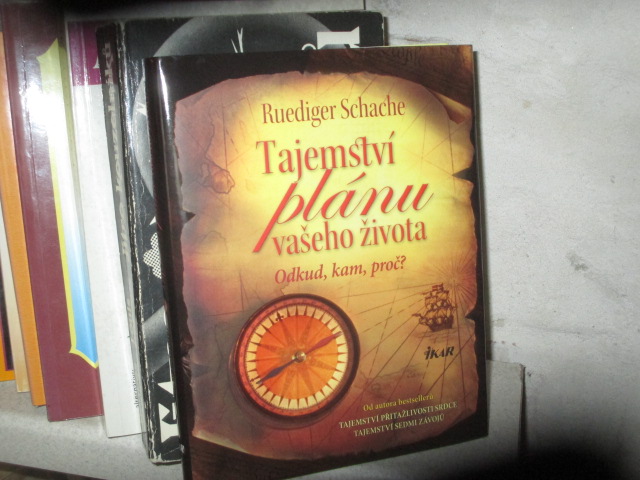 Ruediger Schache
Tajemství
plánu
vašeho života
Odkud, kam, proč?
IKAR
Od autora bestsellerů
TAJEMSTVÍ PŘITAŽLIVOSTI SRDCE
TAJEMSTVÍ SEDMI ZÁVOJŮ